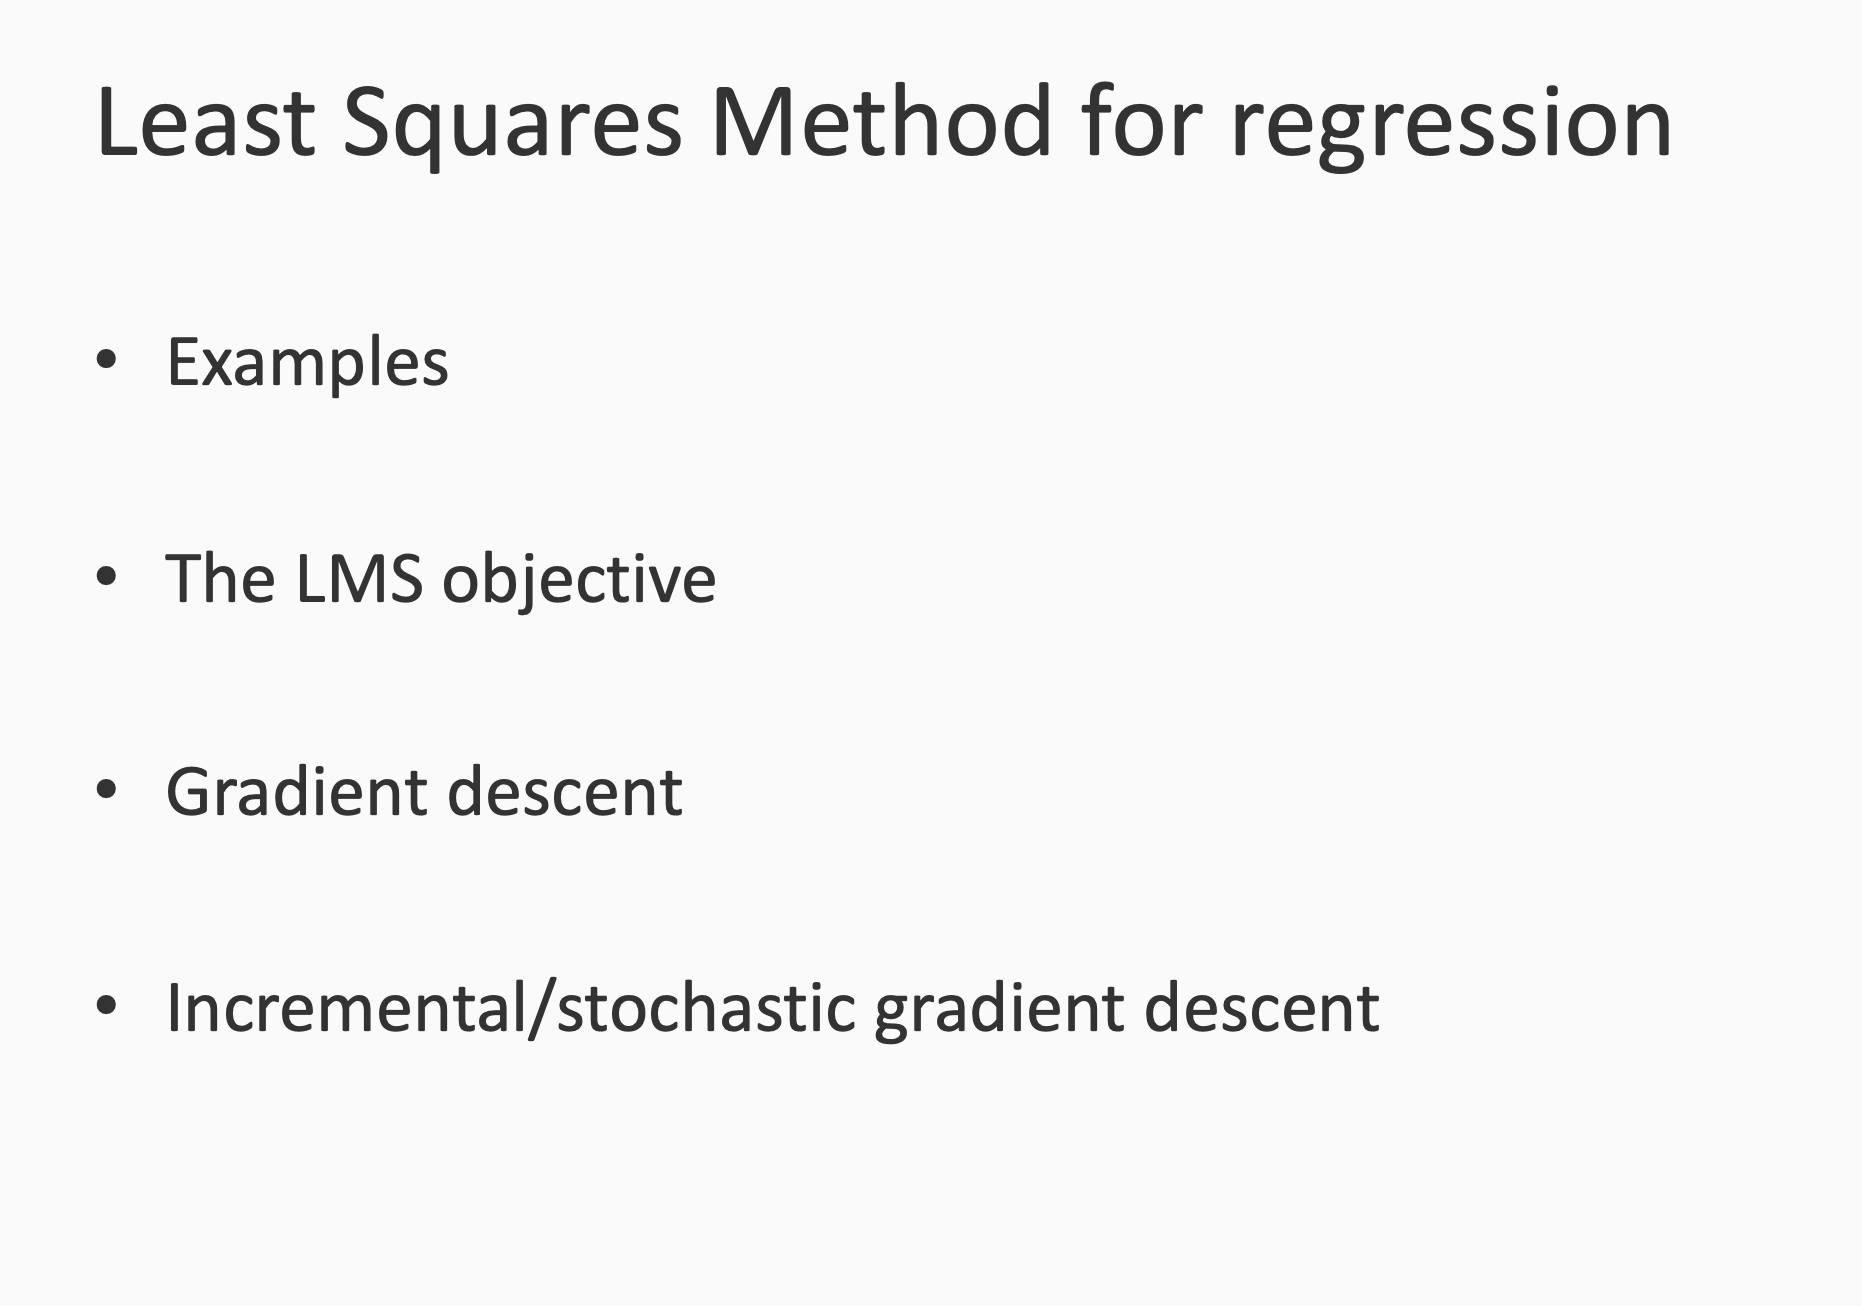 Least Squares Method for regression
• Examples
• The LMS objective
• Gradient descent
• Incremental/stochastic gradient descent